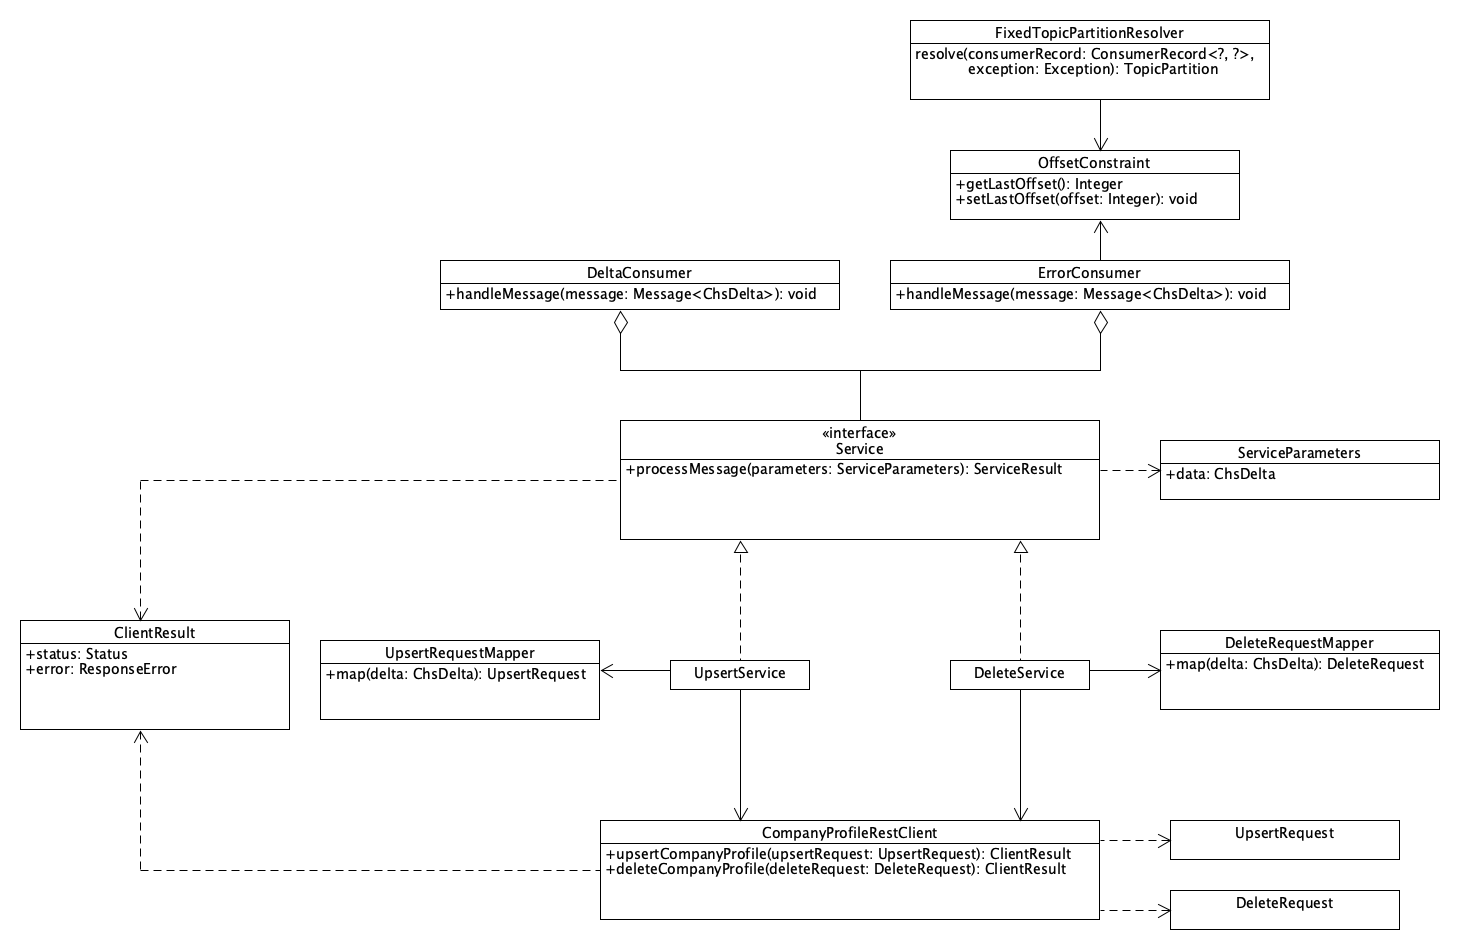 FixedTopicPartitionResolver
resolve(consumerRecord: ConsumerRecord<?, ?>,
exception: Exception): TopicPartition
OffsetConstraint
+getLastOffset(): Integer
+setLastOffset(offset: Integer): void
DeltaConsumer
+handleMessage(message: Message<ChsDelta>): void
ErrorConsumer
+handleMessage(message: Message<ChsDelta>): void
«interface»
Service
+processMessage(parameters: ServiceParameters): ServiceResult
ServiceParameters
+data: ChsDelta
ClientResult
+status: Status
+error: ResponseError
UpsertRequestMapper
+map(delta: ChsDelta): UpsertRequest
UpsertService
DeleteService
DeleteRequestMapper
+map(delta: ChsDelta): DeleteRequest
CompanyProfileRestClient
+upsertCompanyProfile(upsertRequest: UpsertRequest): ClientResult
+deleteCompanyProfile(deleteRequest: DeleteRequest): ClientResult
UpsertRequest
DeleteRequest